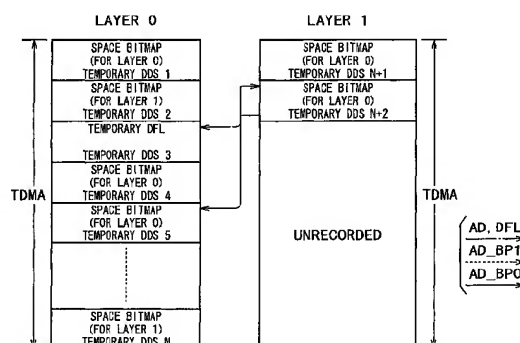 LAYER 0
LAYER 1
SPACE BITMAP
(FOR LAYER 0)
TEMPORARY DDS 1
SPACE BITMAP
(FOR LAYER 1)
TEMPORARY DDS 2
TEMPORARY DFL
TEMPORARY DDS 3
SPACE BITMAP
(FOR LAYER 0)
TEMPORARY DDS 4
SPACE BITMAP
(FOR LAYER 0)
TEMPORARY DDS 5
SPACE BITMAP
(FOR LAYER 1)
TEMPORARY DDS N
TDMA
SPACE BITMAP
(FOR LAYER 0)
TEMPORARY DDS N+1
SPACE BITMAP
(FOR LAYER 0)
TEMPORARY DDS N+2
UNRECORDED
TDMA
AD, DFL
AD_BP1
AD_BP0